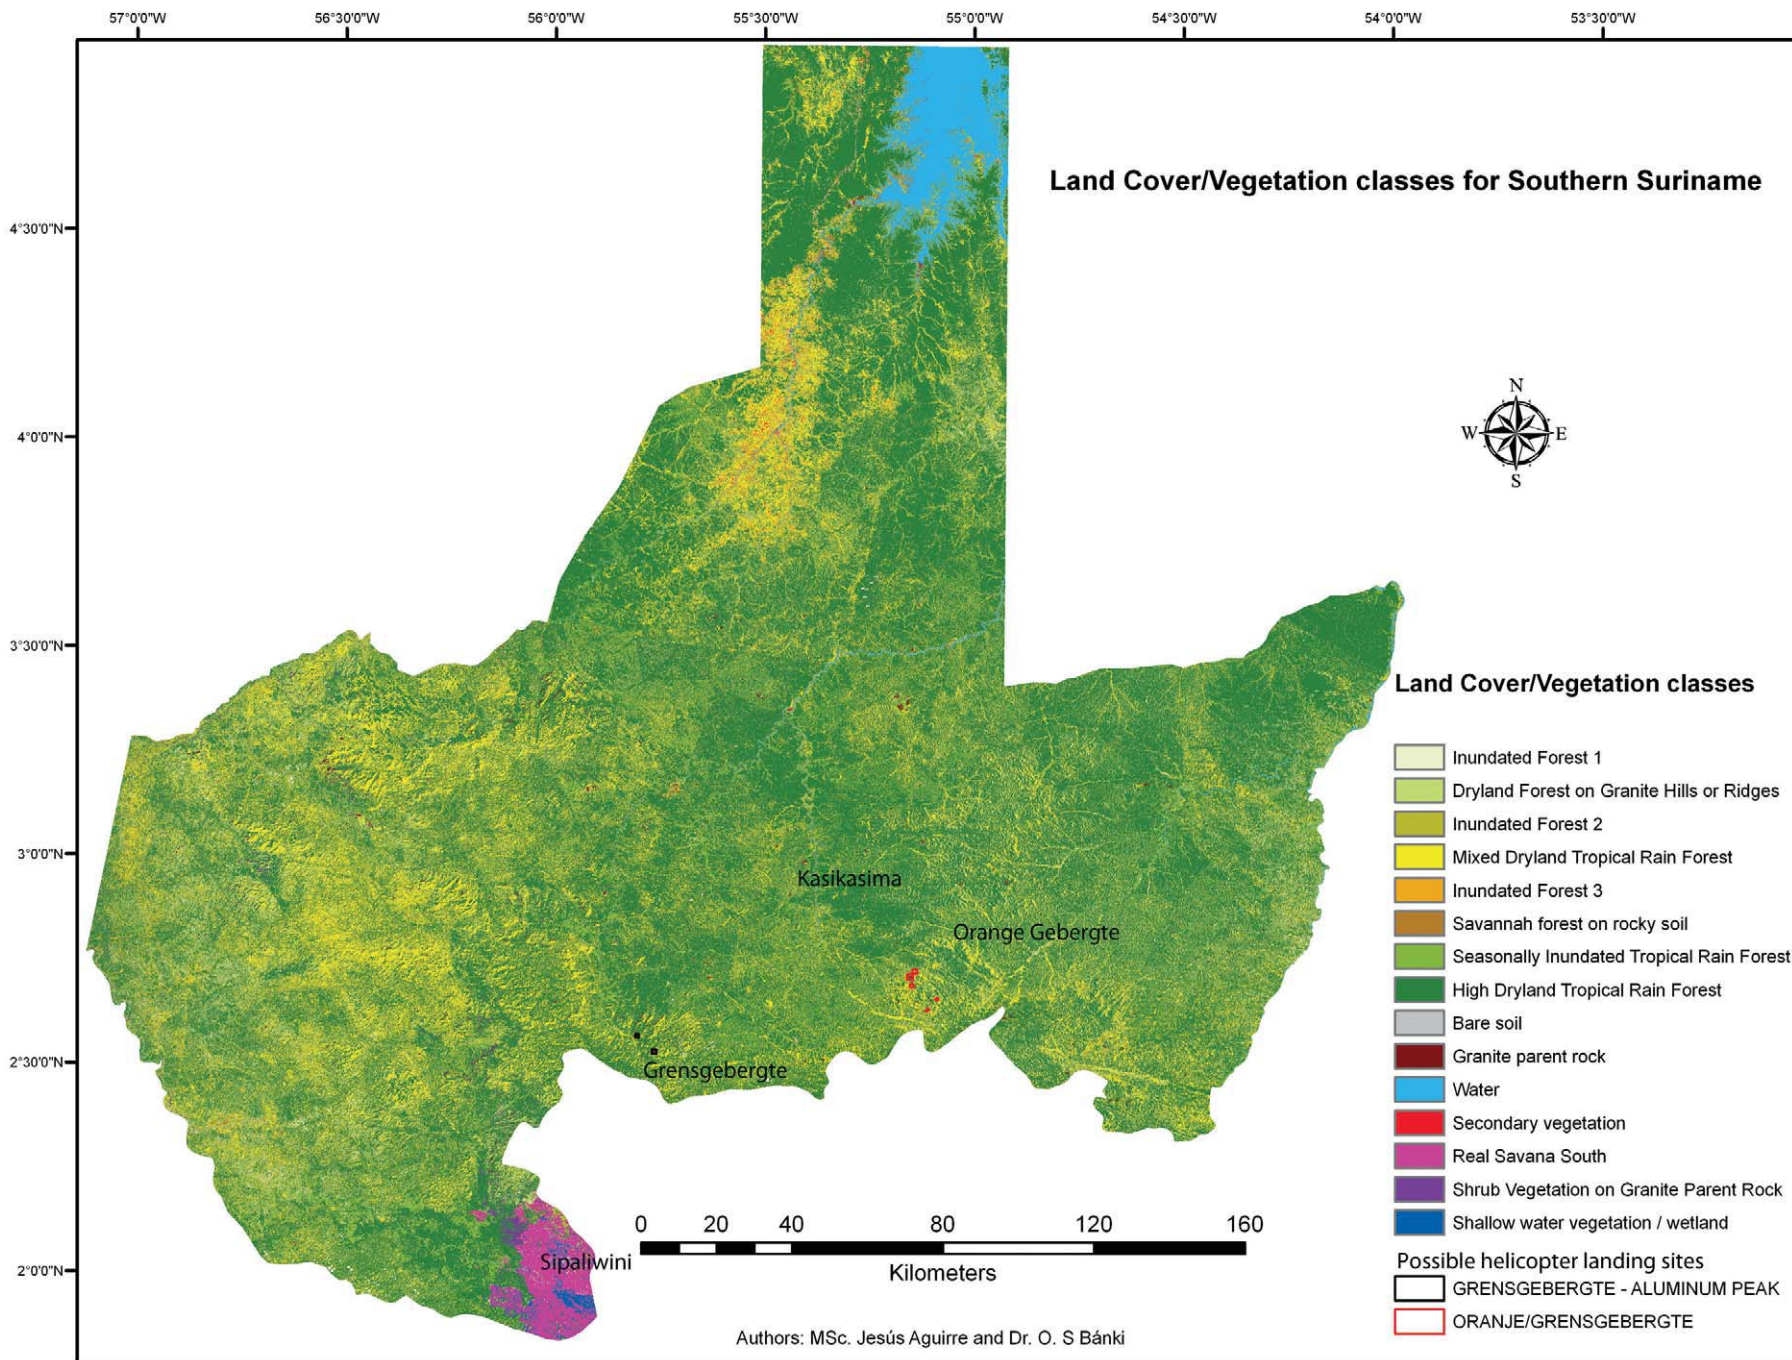 57°0'0"W 56°30'0"W 56°0'0"W 55°30'0"W 55°0'0"W 54°30'0"W 54°0'0"W 53°30'0"W
Land Cover/Vegetation classes for Southern Suriname
4°30'0"N
N
W E
S
4°0'0"N
3°30'0"N
Land Cover/Vegetation classes
Inundated Forest 1
Dryland Forest on Granite Hills or Ridges
Inundated Forest 2
Mixed Dryland Tropical Rain Forest
Inundated Forest 3
Savannah forest on rocky soil
Seasonally Inundated Tropical Rain Forest
High Dryland Tropical Rain Forest
Bare soil
Granite parent rock
Water
Secondary vegetation
Real Savana South
Shrub Vegetation on Granite Parent Rock
Shallow water vegetation / wetland
Possible helicopter landing sites
GRENSGEBERGTE - ALUMINUM PEAK
ORANJE/GRENSGEBERGTE
3°0'0"N
Kasikasima
Orange Gebergte
2°30'0"N
Grensgebergte
0 20 40 80 120 160
Kilometers
Sipaliwini
2°0'0"N
Authors: MSc. Jesús Aguirre and Dr. O. S Bánki